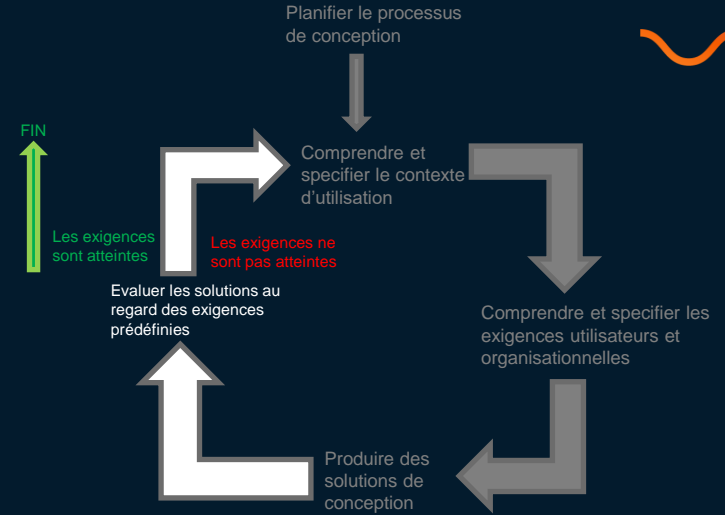 Planifier le processus
de conception
FIN
Comprendre et
specifier le contexte
d'utilisation
Les exigences
sont atteintes
Les exigences ne
sont pas atteintes
Evaluer les solutions au
regard des exigences
prédéfinies
Comprendre et specifier les
exigences utilisateurs et
organisationnelles
Produire des
solutions de
conception